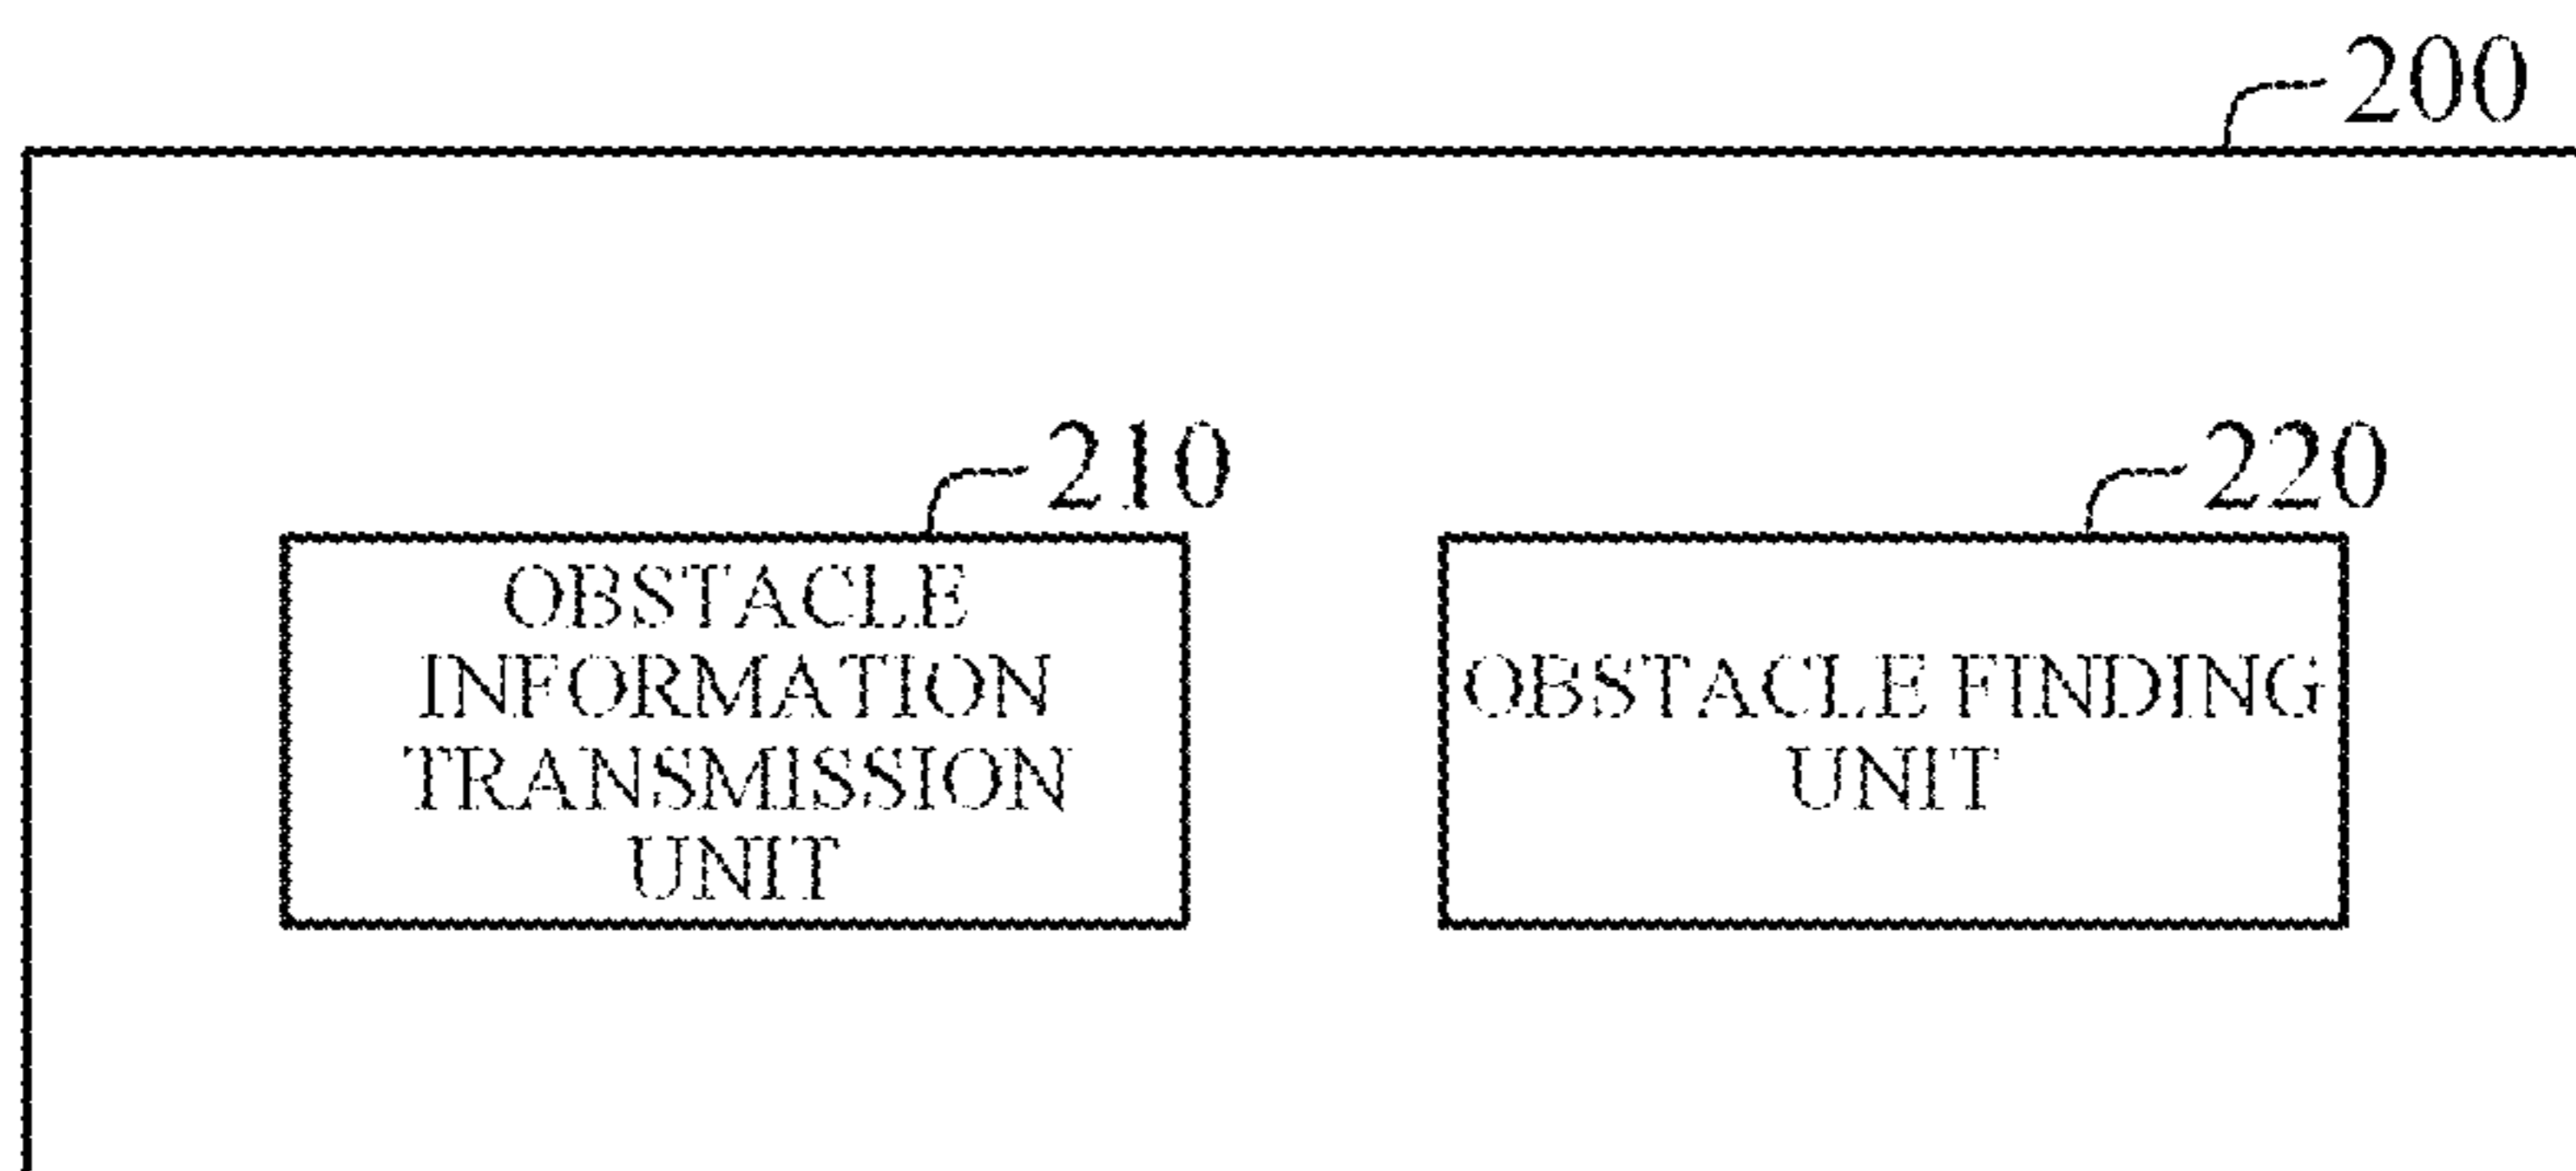 200
210
220
OBSTACLE
INFORMATION
TRANSMISSION
UNIT
OBSTACLE FINDING
UNIT